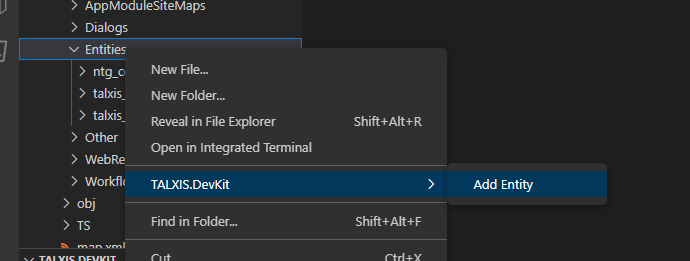 AppModuleSiteMaps
Dialogs
Entities
ntg_c
talxis_
talxis_
Other
WebRe
Workflo
obj
TS
map.xml
TALXIS.DEVKIT
New File...
New Folder...
Reveal in File Explorer Shift+Alt+R
Open in Integrated Terminal
TALXIS.DevKit
Add Entity
Find in Folder... Shift+Alt+F
Cut Ctrl+X